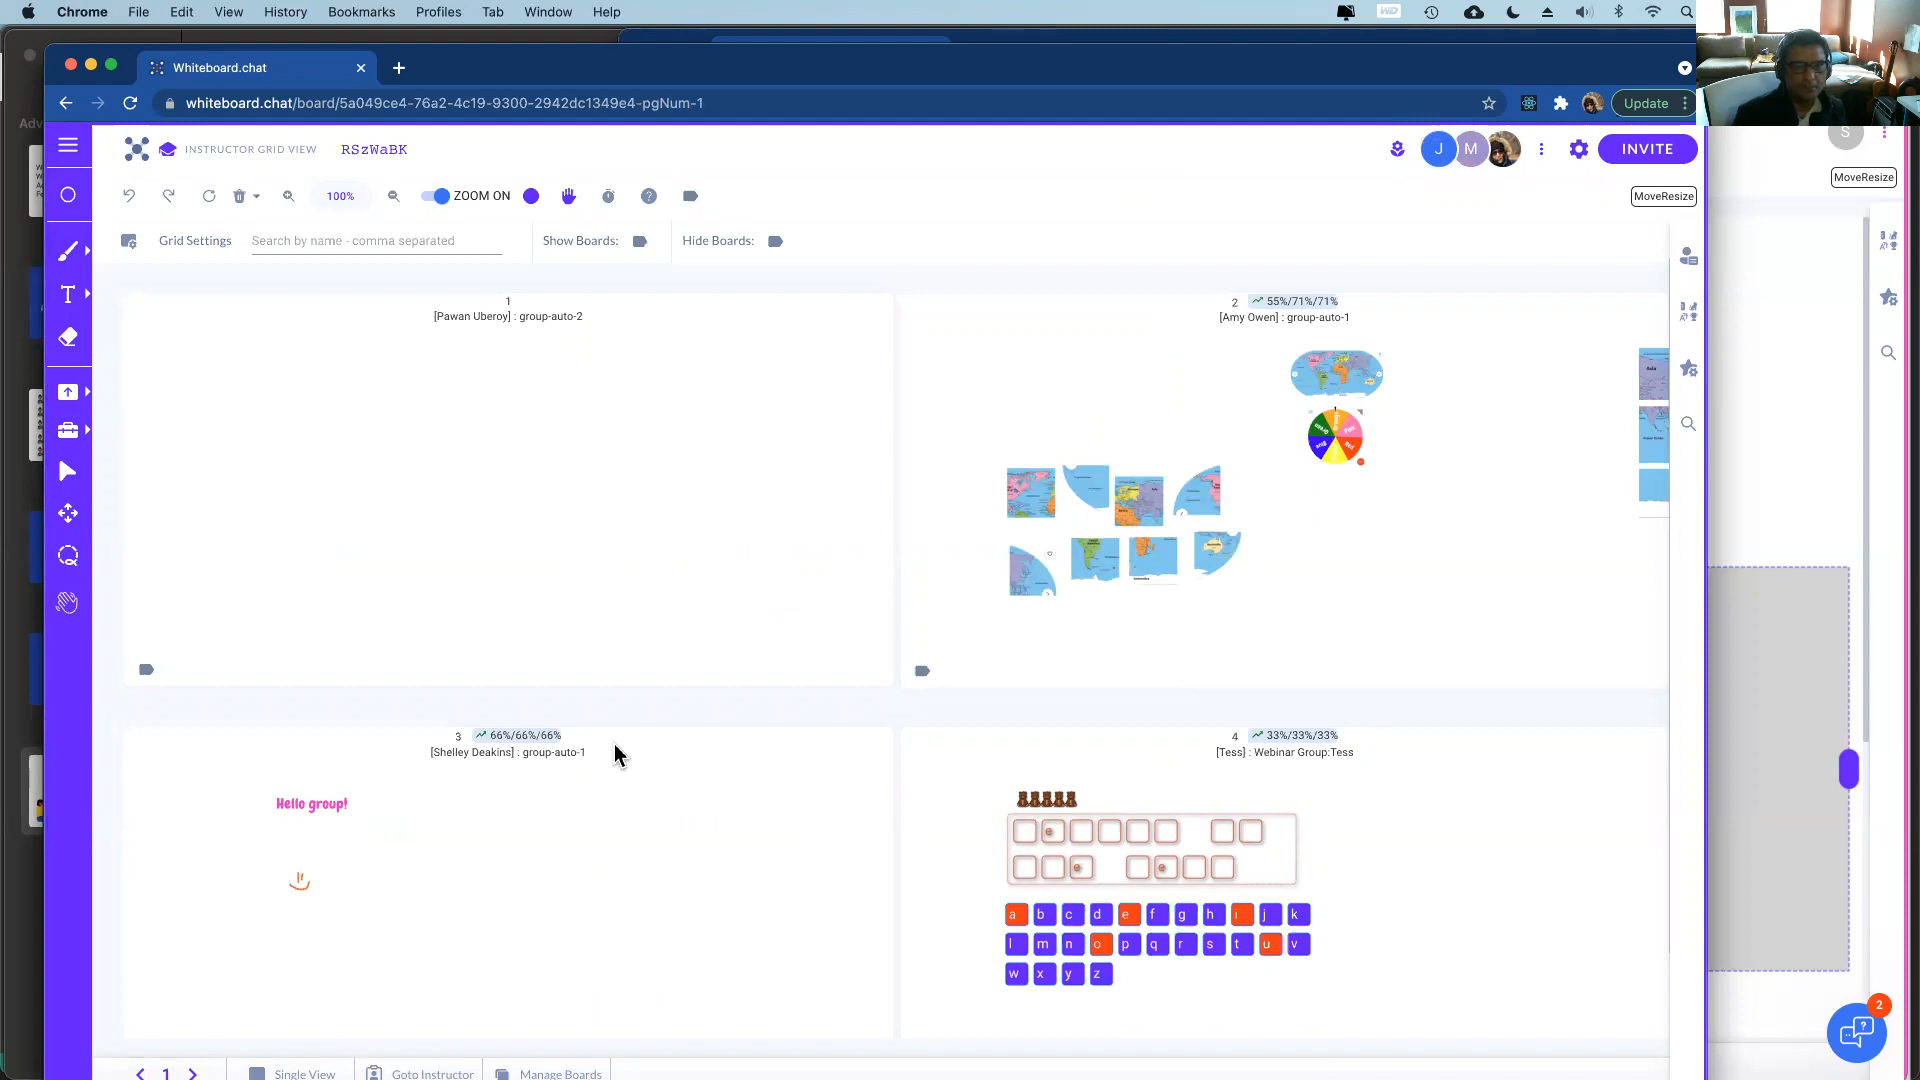 Chrome File Edit View History Bookmarks Profiles Tab Window Help
Whiteboard.chat
whiteboard.chat/board/5a049ce4-76a2-4c19-9300-2942dc1349e4-pgNum-1
Update
INSTRUCTOR GRID VIEW RSzWaBK
J M INVITE
S
100% ZOOM ON
MoveResize
MoveResize
Grid Settings Search by name - comma separated Show Boards: Hide Boards:
1
[Pawan Uberoy] : group-auto-2
2 55%/71%/71%
[Amy Owen] : group-auto-1
3 66%/66%/66%
[Shelley Deakins] : group-auto-1
Hello group!
4 33%/33%/33%
[Tess] : Webinar Group:Tess
e
e e
a b c d e f g h i j k
l m n o p q r s t u v
w x y z
2
1 Single View Goto Instructor Manage Boards